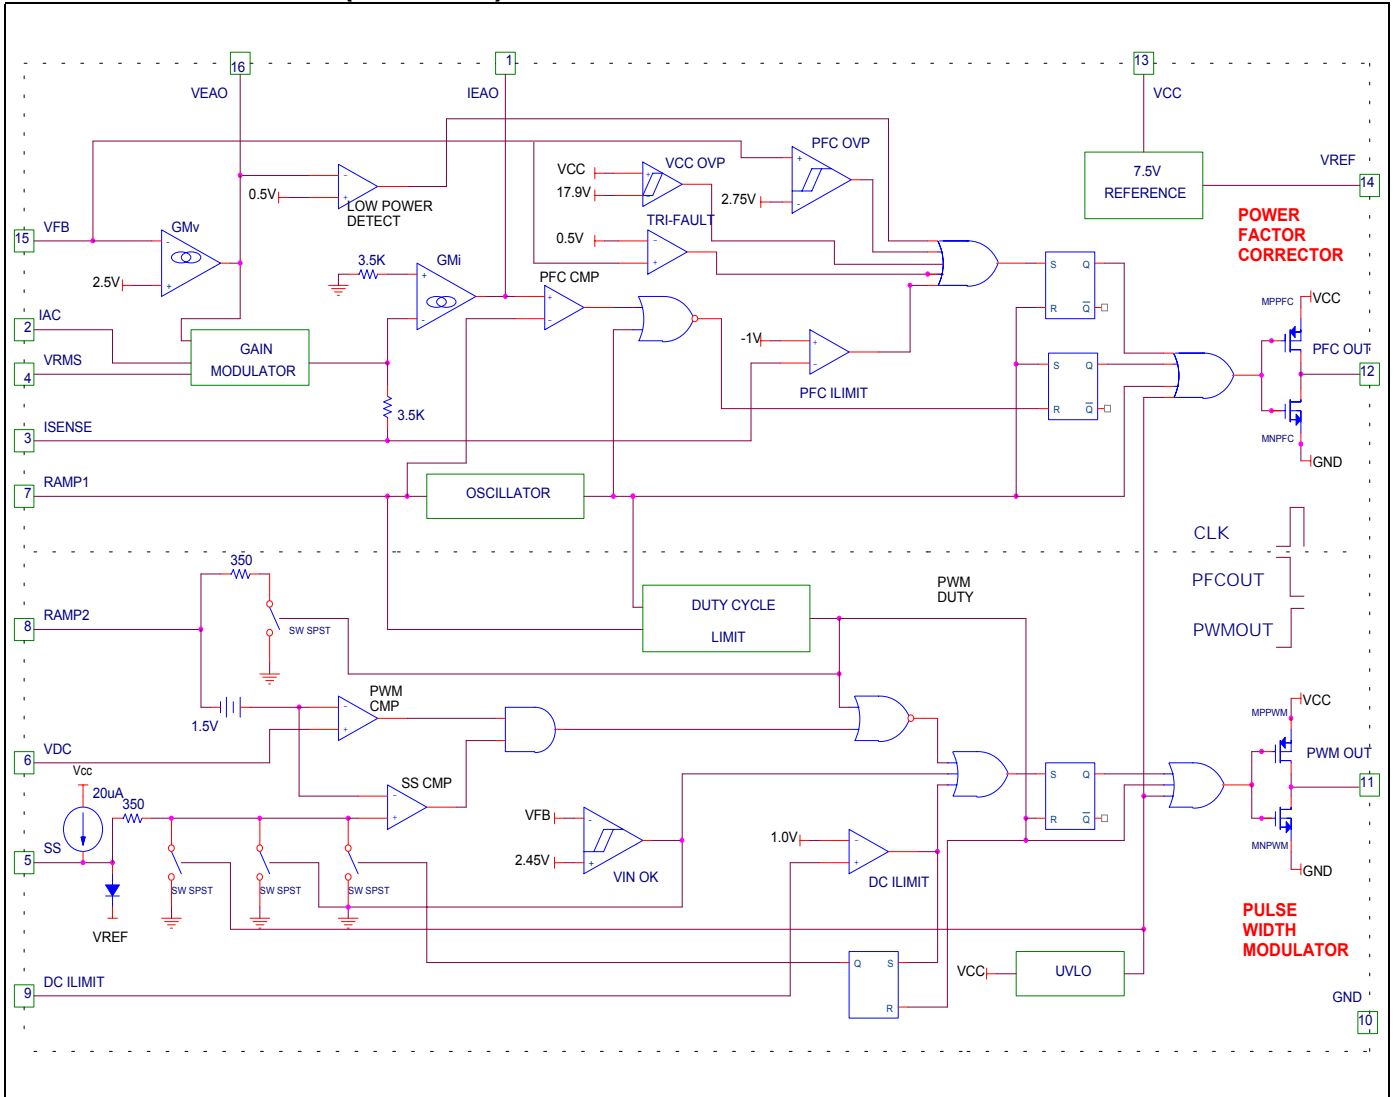 16
1
13
VEAO
IEAO
VCC
PFC OVP
VCC OVP
VCC
17.9V
2.75V
7.5V
REFERENCE
VREF
14
0.5V
LOW POWER
DETECT
TRI-FAULT
0.5V
POWER
FACTOR
CORRECTOR
15
VFB
GMv
2.5V
3.5K
GMi
PFC CMP
S
Q
R
Q
MPPFC
VCC
2
IAC
4
VRMS
GAIN
MODULATOR
-1V
PFC ILIMIT
PFC OUT
12
S
Q
R
Q
3.5K
MNPFC
GND
3
ISENSE
7
RAMP1
OSCILLATOR
CLK
PFCOUT
PWMOUT
350
SW SPST
8
RAMP2
DUTY CYCLE
LIMIT
PWM
DUTY
1.5V
PWM
CMP
6
VDC
Vcc
20uA
350
SS CMP
MPPWM
VCC
S
Q
R
Q
PWM OUT
11
VFB
2.45V
VIN OK
1.0V
DC ILIMIT
MNPWM
GND
5
SS
SW SPST
SW SPST
SW SPST
VREF
PULSE
WIDTH
MODULATOR
Q
S
R
VCC
UVLO
9
DC ILIMIT
GND
10